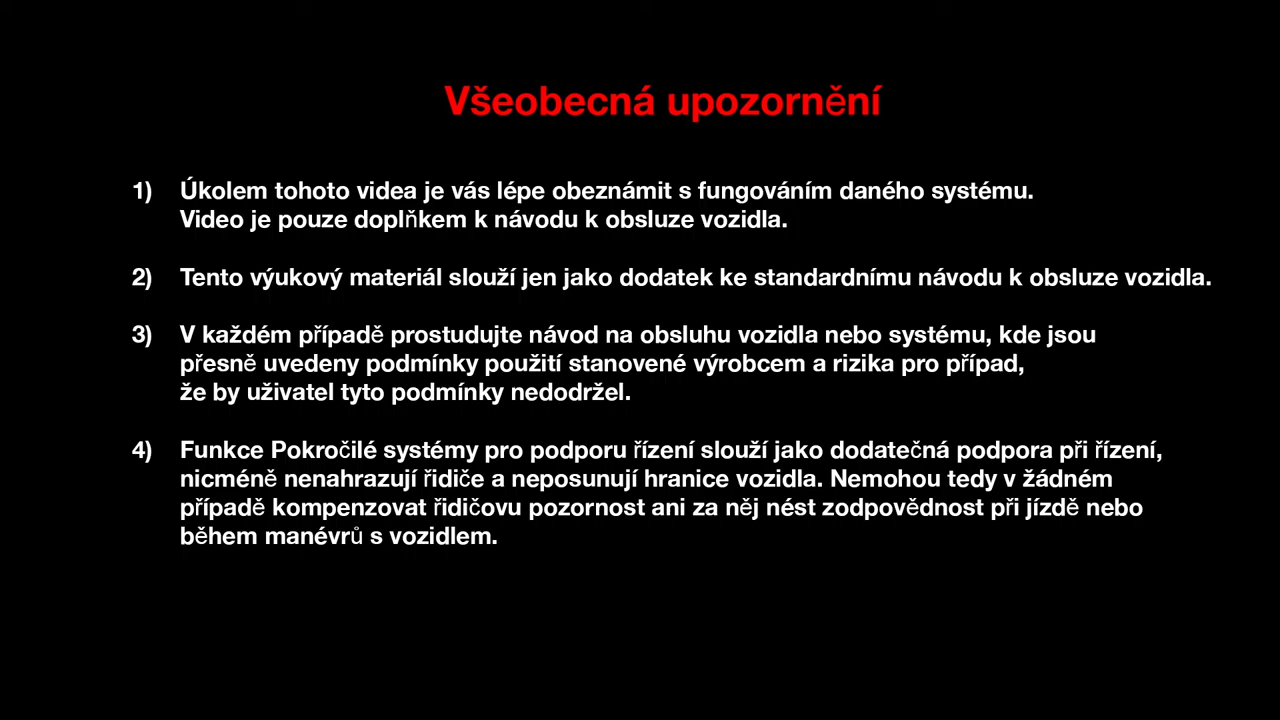 Všeobecná upozornění
1) Úkolem tohoto videa je vás lépe obeznámit s fungováním daného systému.
Video je pouze doplňkem k návodu k obsluze vozidla.
2) Tento výukový materiál slouží jen jako dodatek ke standardnímu návodu k obsluze vozidla.
3) V každém případě prostudujte návod na obsluhu vozidla nebo systému, kde jsou
přesně uvedeny podmínky použití stanovené výrobcem a rizika pro případ,
že by uživatel tyto podmínky nedodržel.
4) Funkce Pokročilé systémy pro podporu řízení slouží jako dodatečná podpora při řízení,
nicméně nenahrazují řidiče a neposunují hranice vozidla. Nemohou tedy v žádném
případě kompenzovat řidičovu pozornost ani za něj nést zodpovědnost při jízdě nebo
během manévrů s vozidlem.